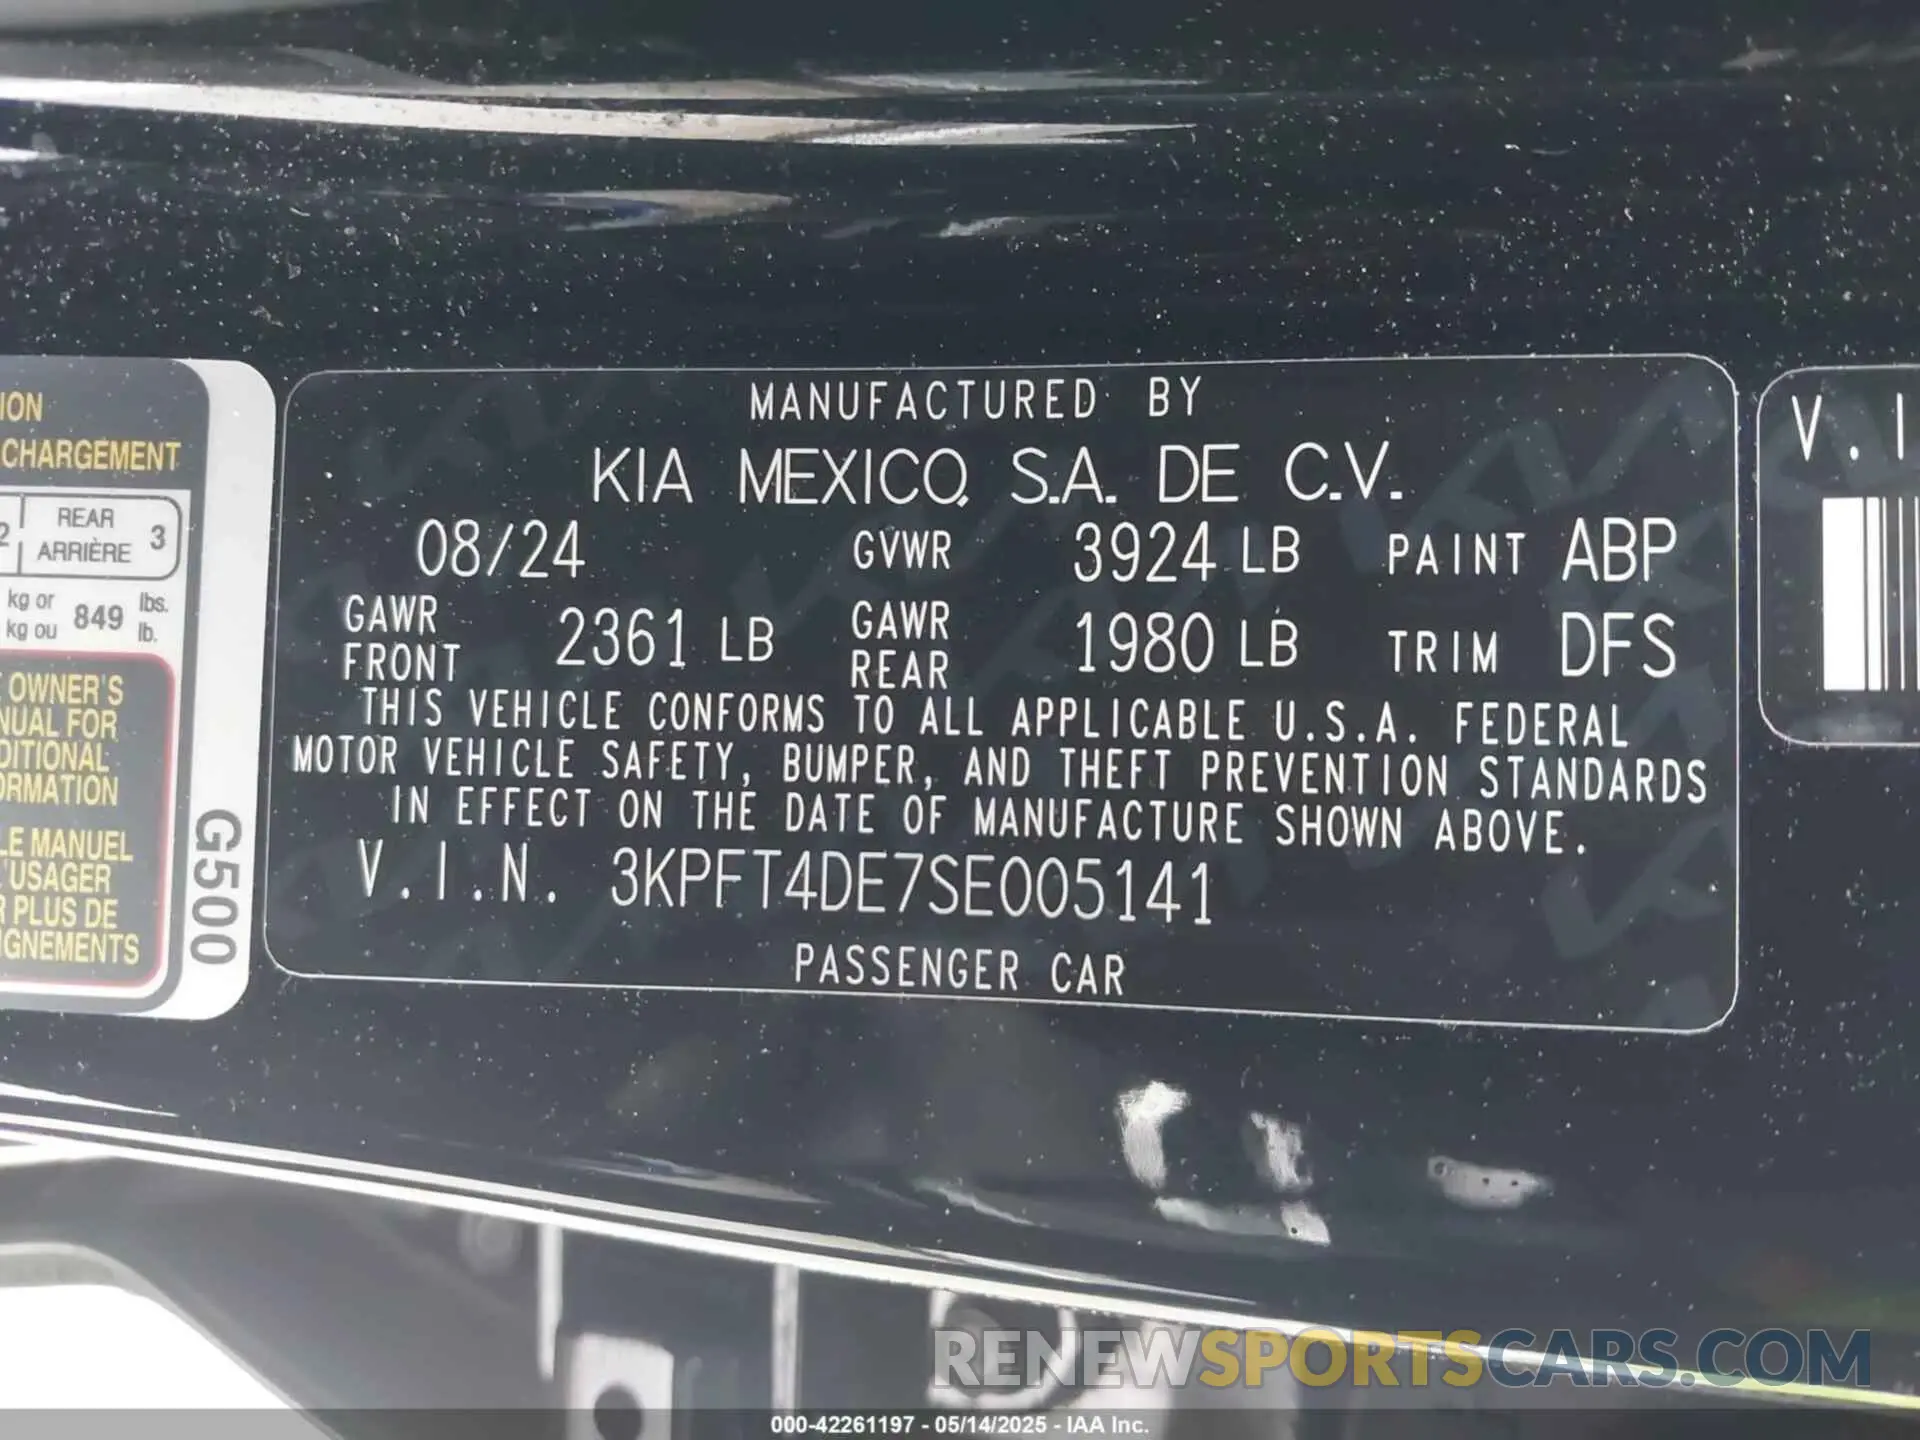 ION
CHARGEMENT
2 REAR ARRIÈRE 3
kg or kg ou 849 lbs. lb.
OWNER'S
NUAL FOR
DITIONAL
ORMATION
LE MANUEL
L'USAGER
R PLUS DE
IGNEMENTS
G500
MANUFACTURED BY
KIA MEXICO, S.A. DE C.V.
08/24 GVWR 3924 LB PAINT ABP
GAWR FRONT 2361 LB GAWR REAR 1980 LB TRIM DFS
THIS VEHICLE CONFORMS TO ALL APPLICABLE U.S.A. FEDERAL
MOTOR VEHICLE SAFETY, BUMPER, AND THEFT PREVENTION STANDARDS
IN EFFECT ON THE DATE OF MANUFACTURE SHOWN ABOVE.
V.I.N. 3KPFT4DE7SE005141
PASSENGER CAR
V.I
RENEWSPORTSCARS.COM
000-42261197 - 05/14/2025 - IAA Inc.